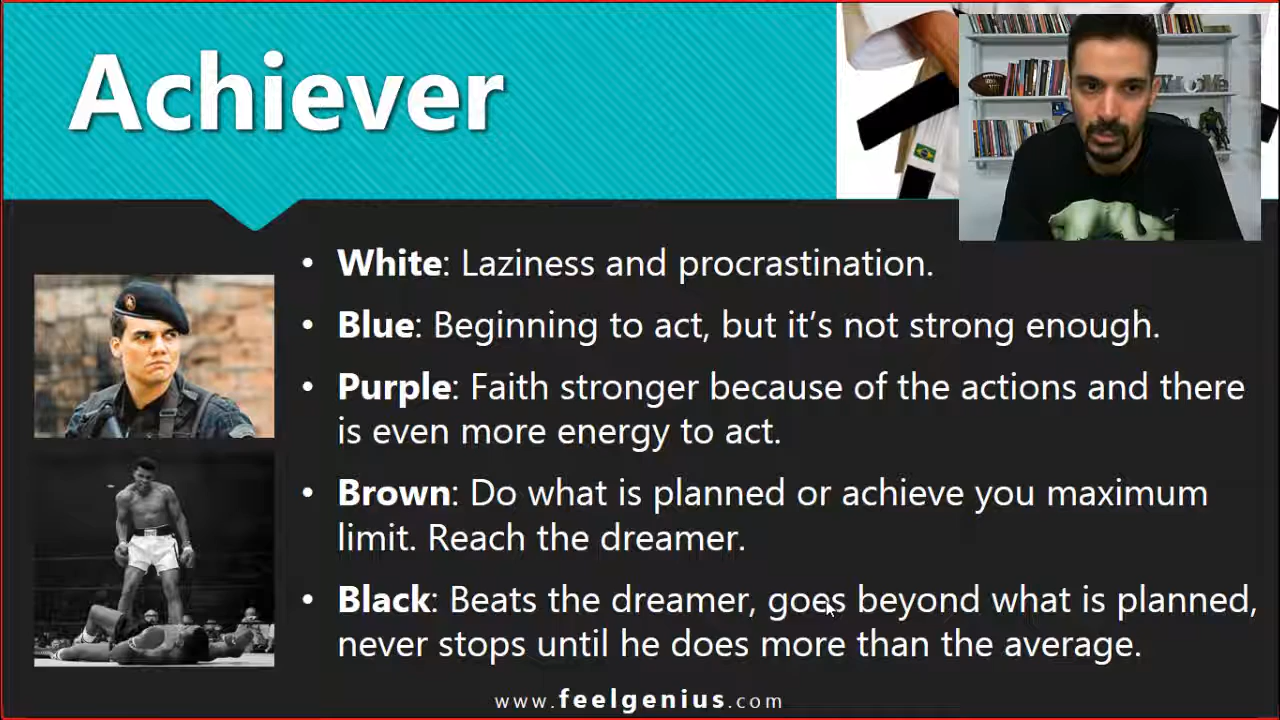 Achiever
• White: Laziness and procrastination.
• Blue: Beginning to act, but it’s not strong enough.
• Purple: Faith stronger because of the actions and there
is even more energy to act.
• Brown: Do what is planned or achieve you maximum
limit. Reach the dreamer.
• Black: Beats the dreamer, goes beyond what is planned,
never stops until he does more than the average.
www.feelgenius.com